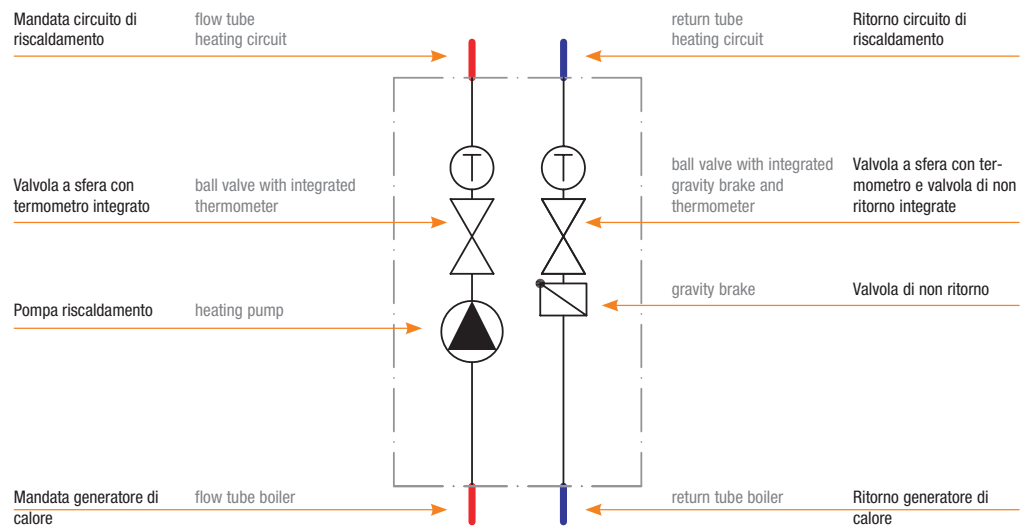 Mandata circuito di
riscaldamento
flow tube
heating circuit
return tube
heating circuit
Ritorno circuito di
riscaldamento
T
T
Valvola a sfera con
termometro integrato
ball valve with integrated
thermometer
ball valve with integrated
gravity brake and
thermometer
Valvola a sfera con ter-
mometro e valvola di non
ritorno integrate
Pompa riscaldamento
heating pump
gravity brake
Valvola di non ritorno
Mandata generatore di
calore
flow tube boiler
return tube boiler
Ritorno generatore di
calore